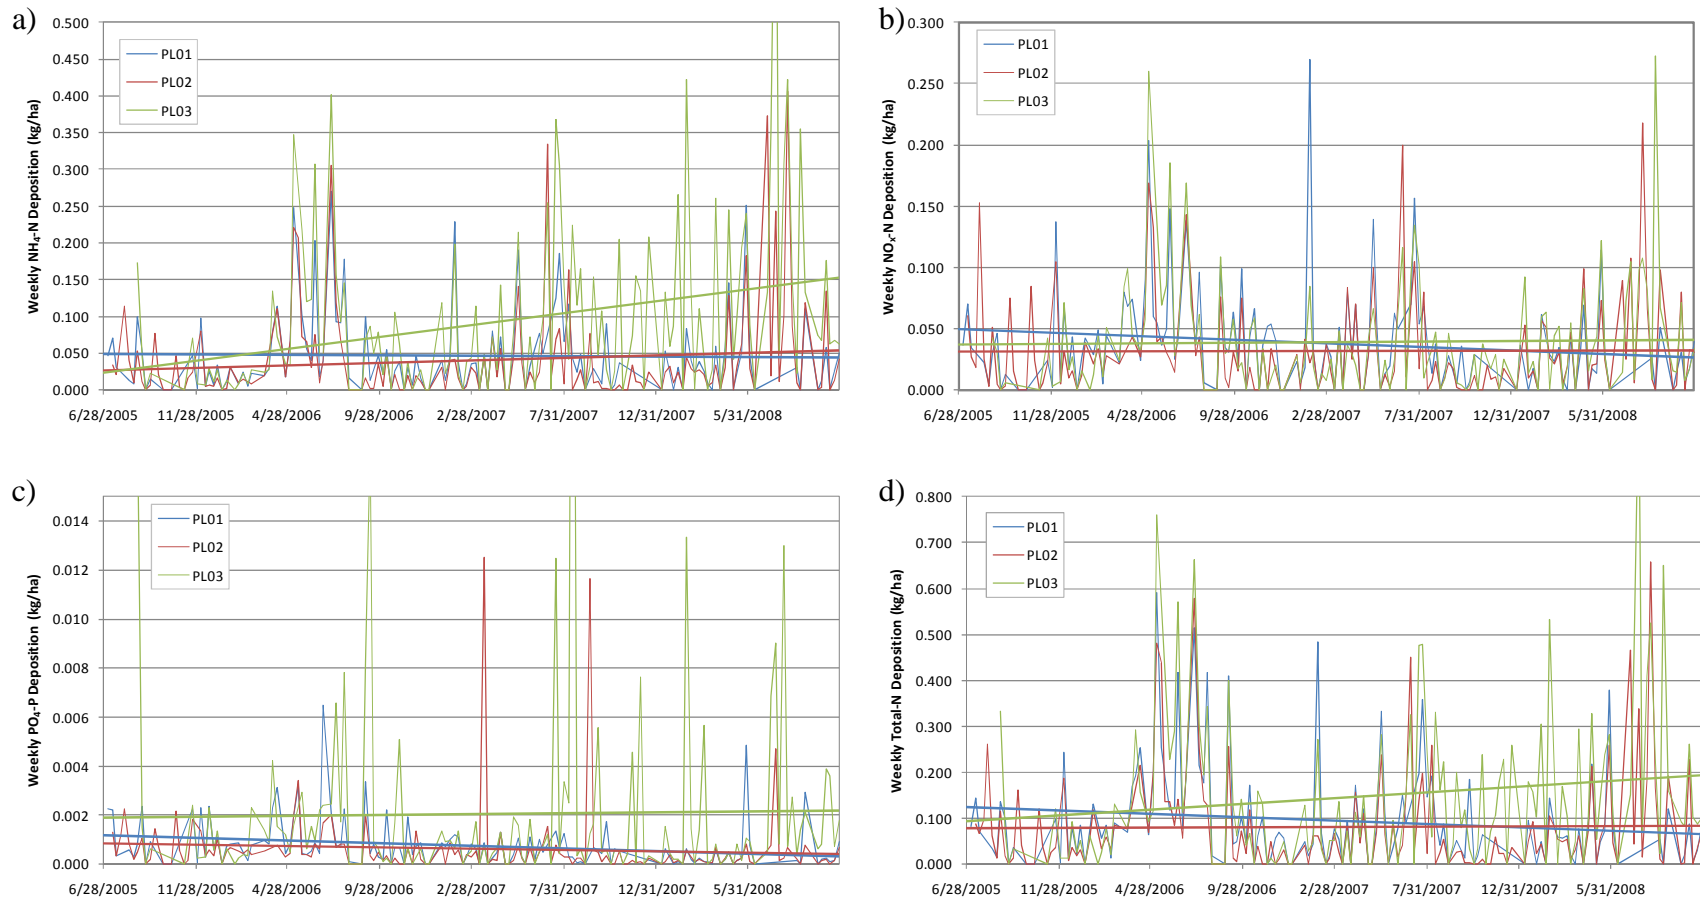 a)
Weekly NH4-N Deposition (kg/ha)
0.500
0.450
0.400
0.350
0.300
0.250
0.200
0.150
0.100
0.050
0.000
PL01
PL02
PL03
6/28/2005 11/28/2005 4/28/2006 9/28/2006 2/28/2007 7/31/2007 12/31/2007 5/31/2008
b)
Weekly NOx-N Deposition (kg/ha)
0.300
0.250
0.200
0.150
0.100
0.050
0.000
PL01
PL02
PL03
6/28/2005 11/28/2005 4/28/2006 9/28/2006 2/28/2007 7/31/2007 12/31/2007 5/31/2008
c)
Weekly PO4-P Deposition (kg/ha)
0.014
0.012
0.010
0.008
0.006
0.004
0.002
0.000
PL01
PL02
PL03
6/28/2005 11/28/2005 4/28/2006 9/28/2006 2/28/2007 7/31/2007 12/31/2007 5/31/2008
d)
Weekly Total-N Deposition (kg/ha)
0.800
0.700
0.600
0.500
0.400
0.300
0.200
0.100
0.000
PL01
PL02
PL03
6/28/2005 11/28/2005 4/28/2006 9/28/2006 2/28/2007 7/31/2007 12/31/2007 5/31/2008